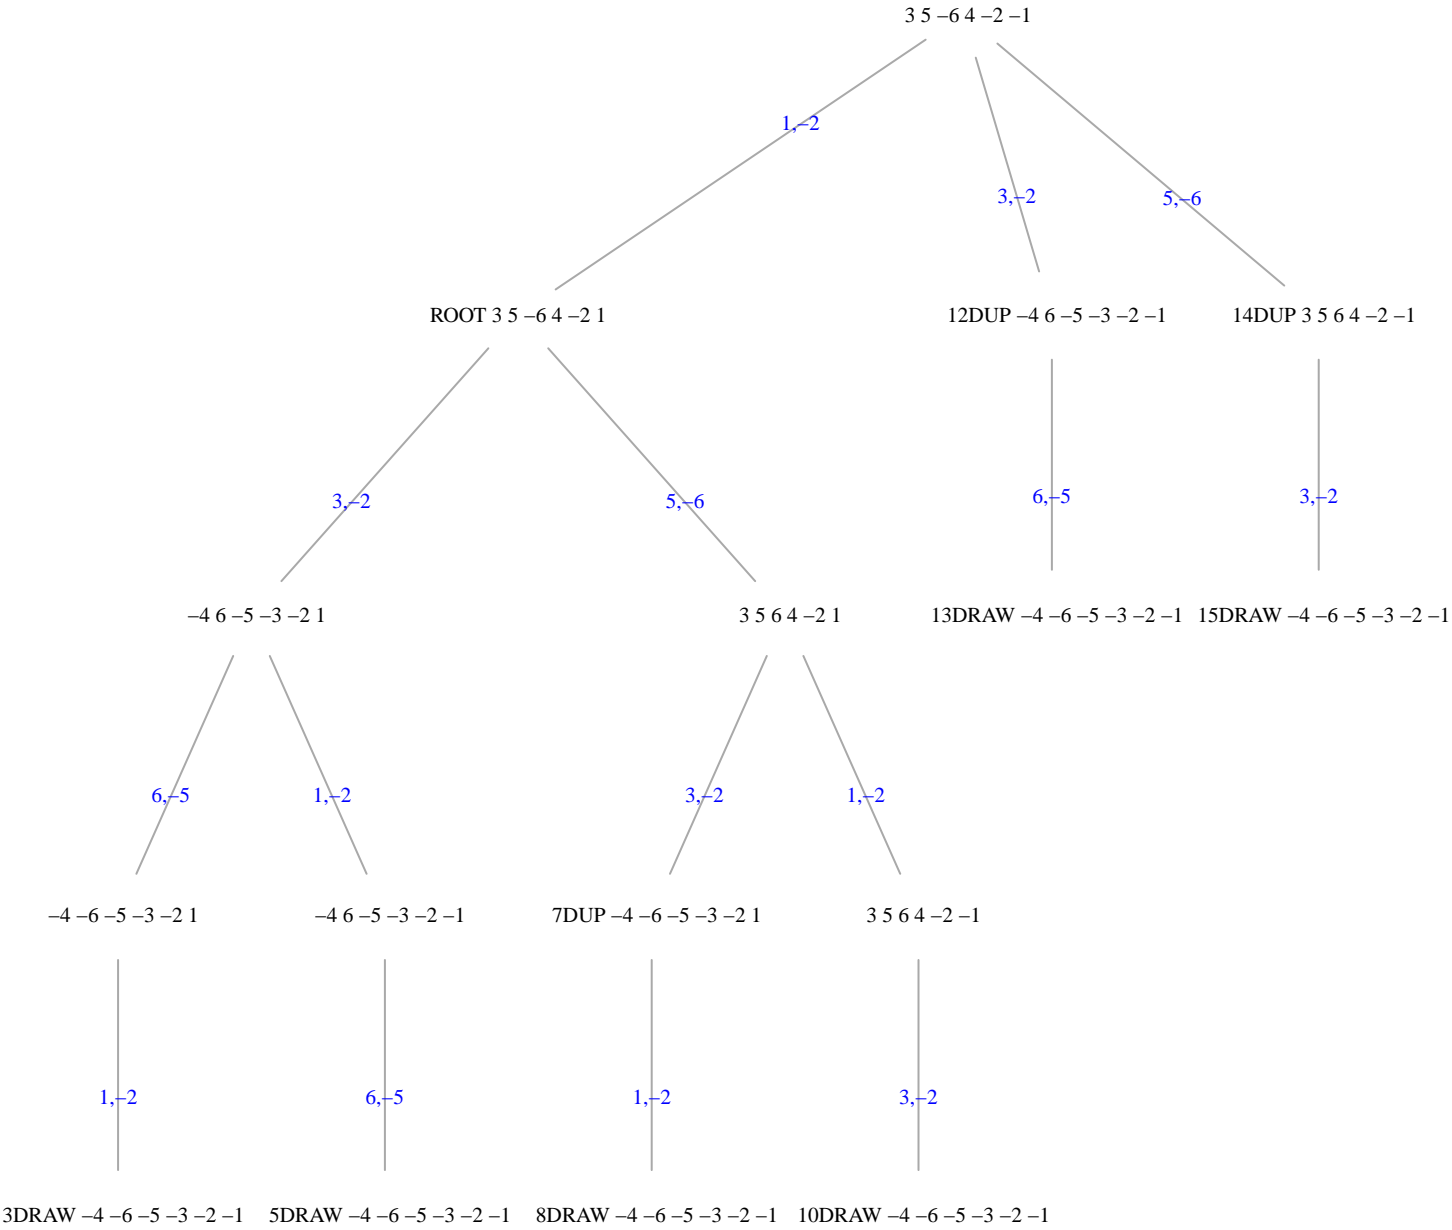 3 5 –6 4 –2 –1
1,–2
3,–2
5,–6
ROOT 3 5 –6 4 –2 1
12DUP –4 6 –5 –3 –2 –1
14DUP 3 5 6 4 –2 –1
3,–2
5,–6
6,–5
3,–2
–4 6 –5 –3 –2 1
3 5 6 4 –2 1
13DRAW –4 –6 –5 –3 –2 –1
15DRAW –4 –6 –5 –3 –2 –1
6,–5
1,–2
3,–2
1,–2
–4 –6 –5 –3 –2 1
–4 6 –5 –3 –2 –1
7DUP –4 –6 –5 –3 –2 1
3 5 6 4 –2 –1
1,–2
6,–5
1,–2
3,–2
3DRAW –4 –6 –5 –3 –2 –1
5DRAW –4 –6 –5 –3 –2 –1
8DRAW –4 –6 –5 –3 –2 –1
10DRAW –4 –6 –5 –3 –2 –1